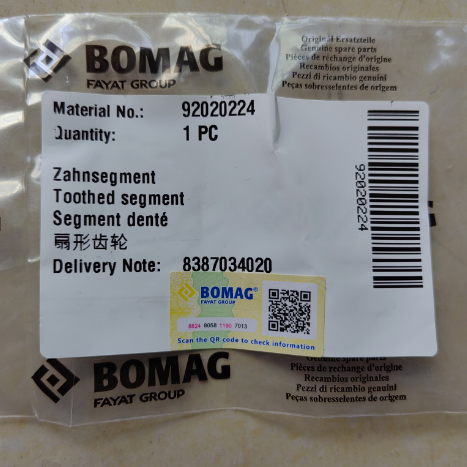 BOMAG
FAYAT GROUP
Original Ersatzteile
Genuine spare parts
Pièces de rechange d'origine
Recambios originales
Pezzi di ricambio genuini
Peças sobresselentes de origem
Material No.: 92020224
Quantity: 1 PC
Zahnsegment
Toothed segment
Segment denté
扇形齿轮
Delivery Note: 8387034020
92020224
BOMAG®
FAYAT GROUP
8824 8058 1190 7013
Scan the QR code to check information
BOMAG
FAYAT GROUP
Genuine spare parts
Pièces de rechange d'origine
Recambios originales
Pezzi di ricambio genuini
Peças sobresselentes de origem